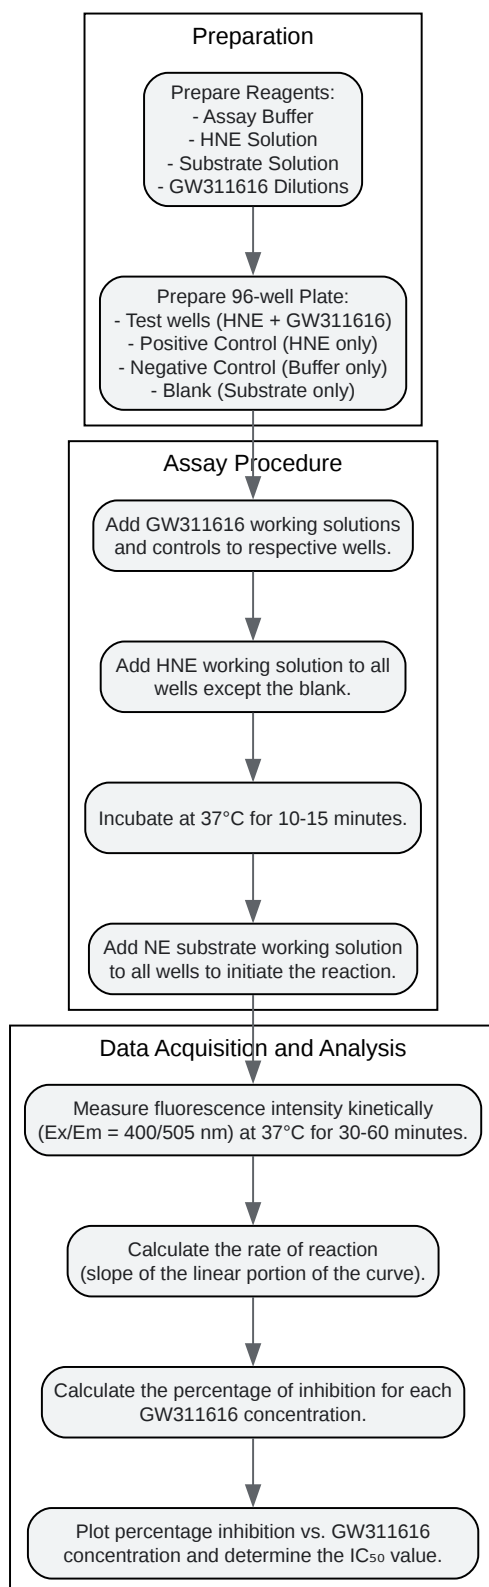 Preparation
Prepare Reagents:
- Assay Buffer
- HNE Solution
- Substrate Solution
- GW311616 Dilutions
Prepare 96-well Plate:
- Test wells (HNE + GW311616)
- Positive Control (HNE only)
- Negative Control (Buffer only)
- Blank (Substrate only)
Assay Procedure
Add GW311616 working solutions
and controls to respective wells.
Add HNE working solution to all
wells except the blank.
Incubate at 37°C for 10-15 minutes.
Add NE substrate working solution
to all wells to initiate the reaction.
Data Acquisition and Analysis
Measure fluorescence intensity kinetically
(Ex/Em = 400/505 nm) at 37°C for 30-60 minutes.
Calculate the rate of reaction
(slope of the linear portion of the curve).
Calculate the percentage of inhibition for each
GW311616 concentration.
Plot percentage inhibition vs. GW311616
concentration and determine the IC₅₀ value.